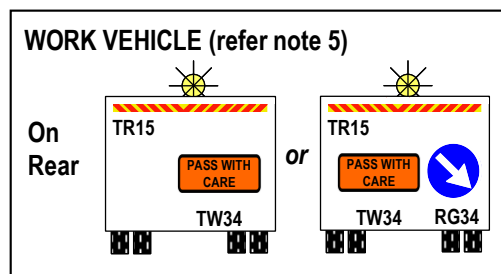 WORK VEHICLE (refer note 5)
On
Rear
TR15
PASS WITH
CARE
TW34
or
TR15
PASS WITH
CARE
TW34
RG34